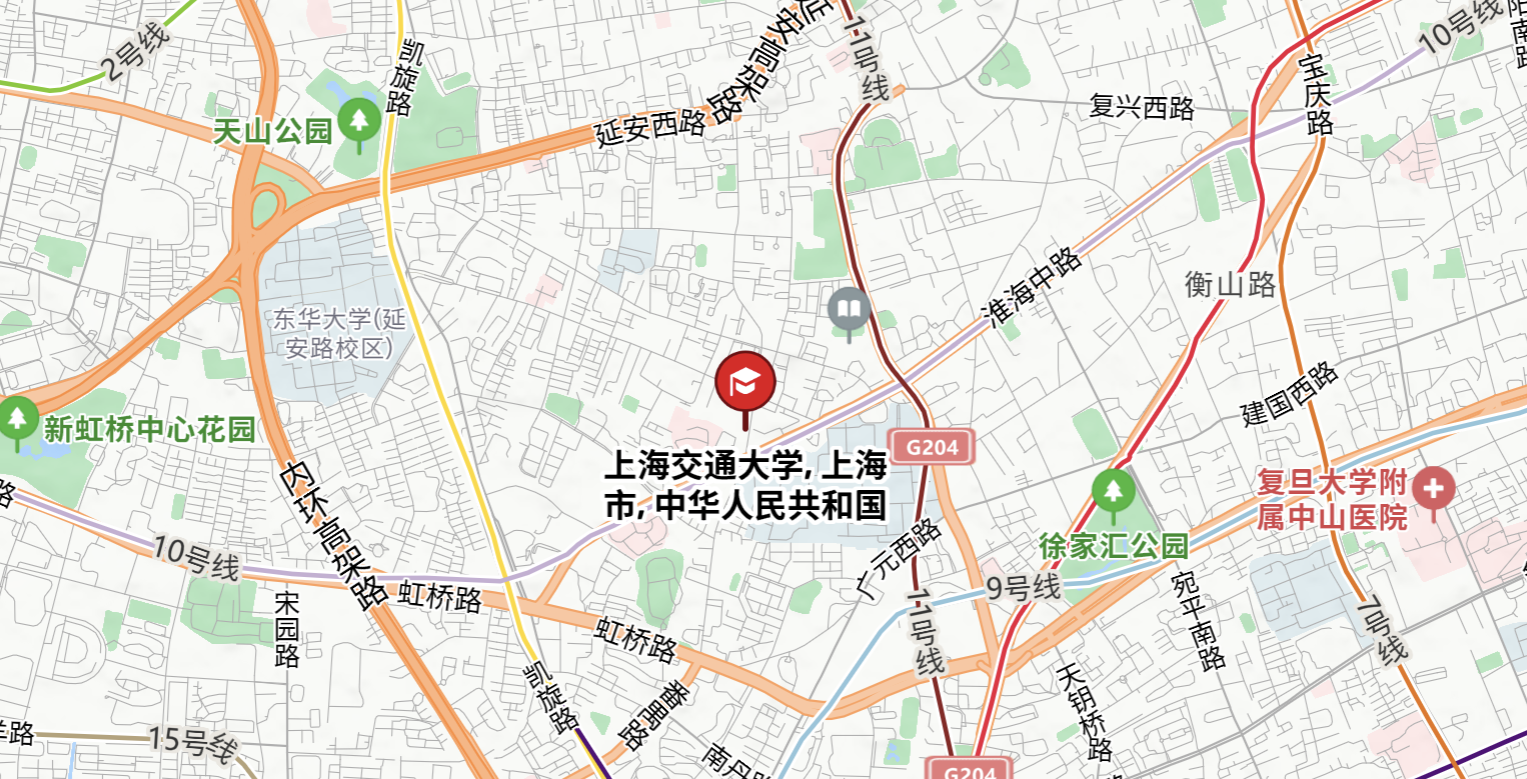 2号线
凯旋路
延安高架路
11号线
10号线
宝庆路
复兴西路
天山公园
延安西路
淮海中路
衡山路
东华大学(延
安路校区)
建国西路
新虹桥中心花园
G204
上海交通大学, 上海
市, 中华人民共和国
复旦大学附
属中山医院
内环高架路
路
10号线
广元西路
徐家汇公园
9号线
虹桥路
宋园路
11号线
宛平南路
7号线
虹桥路
凯旋路
番禺路
天钥桥路
15号线
路
G204